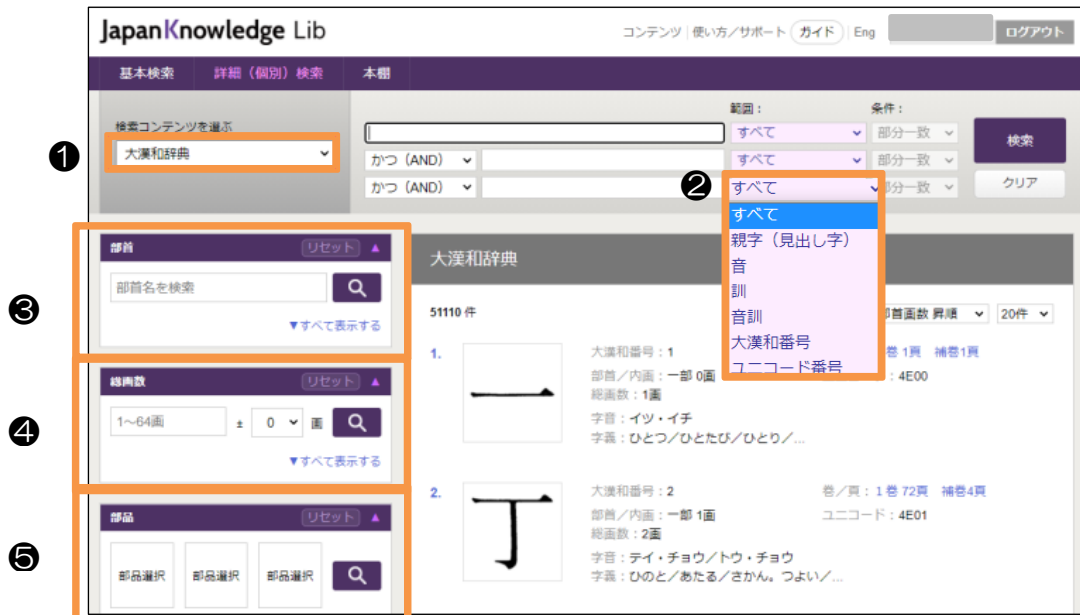 JapanKnowledge Lib
コンテンツ | 使い方／サポート ガイド | Eng ログアウト
基本検索 詳細（個別）検索 本棚
検索コンテンツを選ぶ
❶ 大漢和辞典
範囲： 条件：
すべて 部分一致
かつ（AND） すべて 部分一致
かつ（AND） ❷ すべて 部分一致
検索
クリア
すべて
親字（見出し字）
音
訓
音訓
大漢和番号
ユニコード番号
❸
部首 リセット ▲
部首名を検索
▼すべて表示する
❹
総画数 リセット ▲
1～64画 ± 0 画
▼すべて表示する
❺
部品 リセット ▲
部品選択 部品選択 部品選択
大漢和辞典
51110 件 部首画数 昇順 20件
1.
一
大漢和番号：1 巻 1頁 補巻1頁
部首／内画：一部 0画 ：4E00
総画数：1画
字音：イツ・イチ
字義：ひとつ／ひとたび／ひとり／...
2.
丁
大漢和番号：2 巻／頁：1巻 72頁 補巻4頁
部首／内画：一部 1画 ユニコード：4E01
総画数：2画
字音：テイ・チョウ／トウ・チョウ
字義：ひのと／あたる／さかん。つよい／...